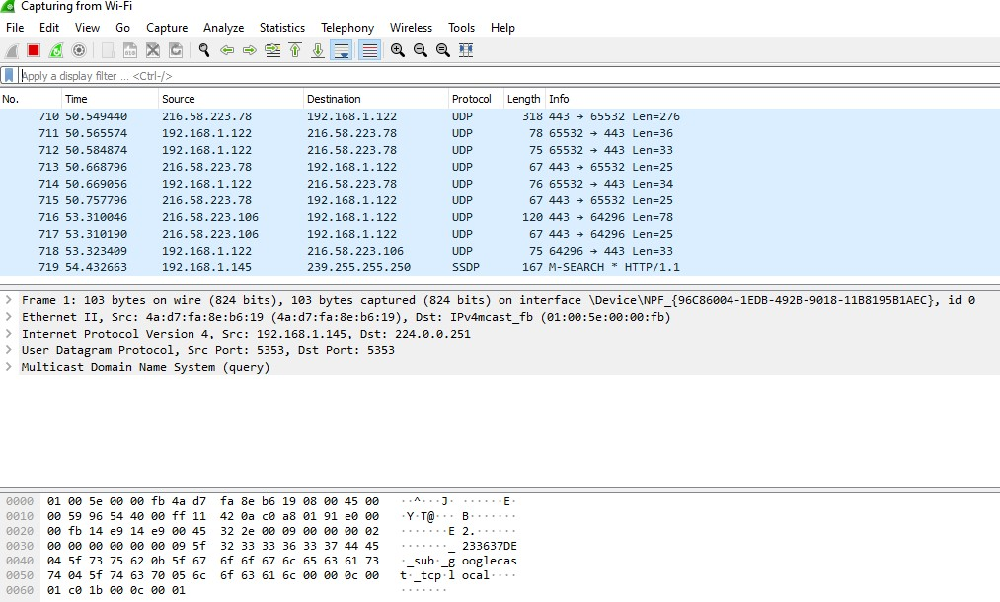 Capturing from Wi-Fi
File Edit View Go Capture Analyze Statistics Telephony Wireless Tools Help
Apply a display filter ... <Ctrl-/>
No. Time Source Destination Protocol Length Info
710 50.549440 216.58.223.78 192.168.1.122 UDP 318 443 → 65532 Len=276
711 50.565574 192.168.1.122 216.58.223.78 UDP 78 65532 → 443 Len=36
712 50.584874 192.168.1.122 216.58.223.78 UDP 75 65532 → 443 Len=33
713 50.668796 216.58.223.78 192.168.1.122 UDP 67 443 → 65532 Len=25
714 50.669056 192.168.1.122 216.58.223.78 UDP 76 65532 → 443 Len=34
715 50.757796 216.58.223.78 192.168.1.122 UDP 67 443 → 65532 Len=25
716 53.310046 216.58.223.106 192.168.1.122 UDP 120 443 → 64296 Len=78
717 53.310190 216.58.223.106 192.168.1.122 UDP 67 443 → 64296 Len=25
718 53.323409 192.168.1.122 216.58.223.106 UDP 75 64296 → 443 Len=33
719 54.432663 192.168.1.145 239.255.255.250 SSDP 167 M-SEARCH * HTTP/1.1
> Frame 1: 103 bytes on wire (824 bits), 103 bytes captured (824 bits) on interface \Device\NPF_{96C86004-1EDB-492B-9018-11B8195B1AEC}, id 0
> Ethernet II, Src: 4a:d7:fa:8e:b6:19 (4a:d7:fa:8e:b6:19), Dst: IPv4mcast_fb (01:00:5e:00:00:fb)
> Internet Protocol Version 4, Src: 192.168.1.145, Dst: 224.0.0.251
> User Datagram Protocol, Src Port: 5353, Dst Port: 5353
> Multicast Domain Name System (query)
0000 01 00 5e 00 00 fb 4a d7 fa 8e b6 19 08 00 45 00 ··^···J· ······E·
0010 00 59 96 54 40 00 ff 11 42 0a c0 a8 01 91 e0 00 ·Y·T@··· B·······
0020 00 fb 14 e9 14 e9 00 45 32 2e 00 09 00 00 00 02 ·······E 2.······
0030 00 00 00 00 00 00 09 5f 32 33 33 36 33 37 44 45 ·······_ 233637DE
0040 04 5f 73 75 62 0b 5f 67 6f 6f 67 6c 65 63 61 73 ·_sub·_g ooglecas
0050 74 04 5f 74 63 70 05 6c 6f 63 61 6c 00 00 0c 00 t·_tcp·l ocal····
0060 01 c0 1b 00 0c 00 01 ·······